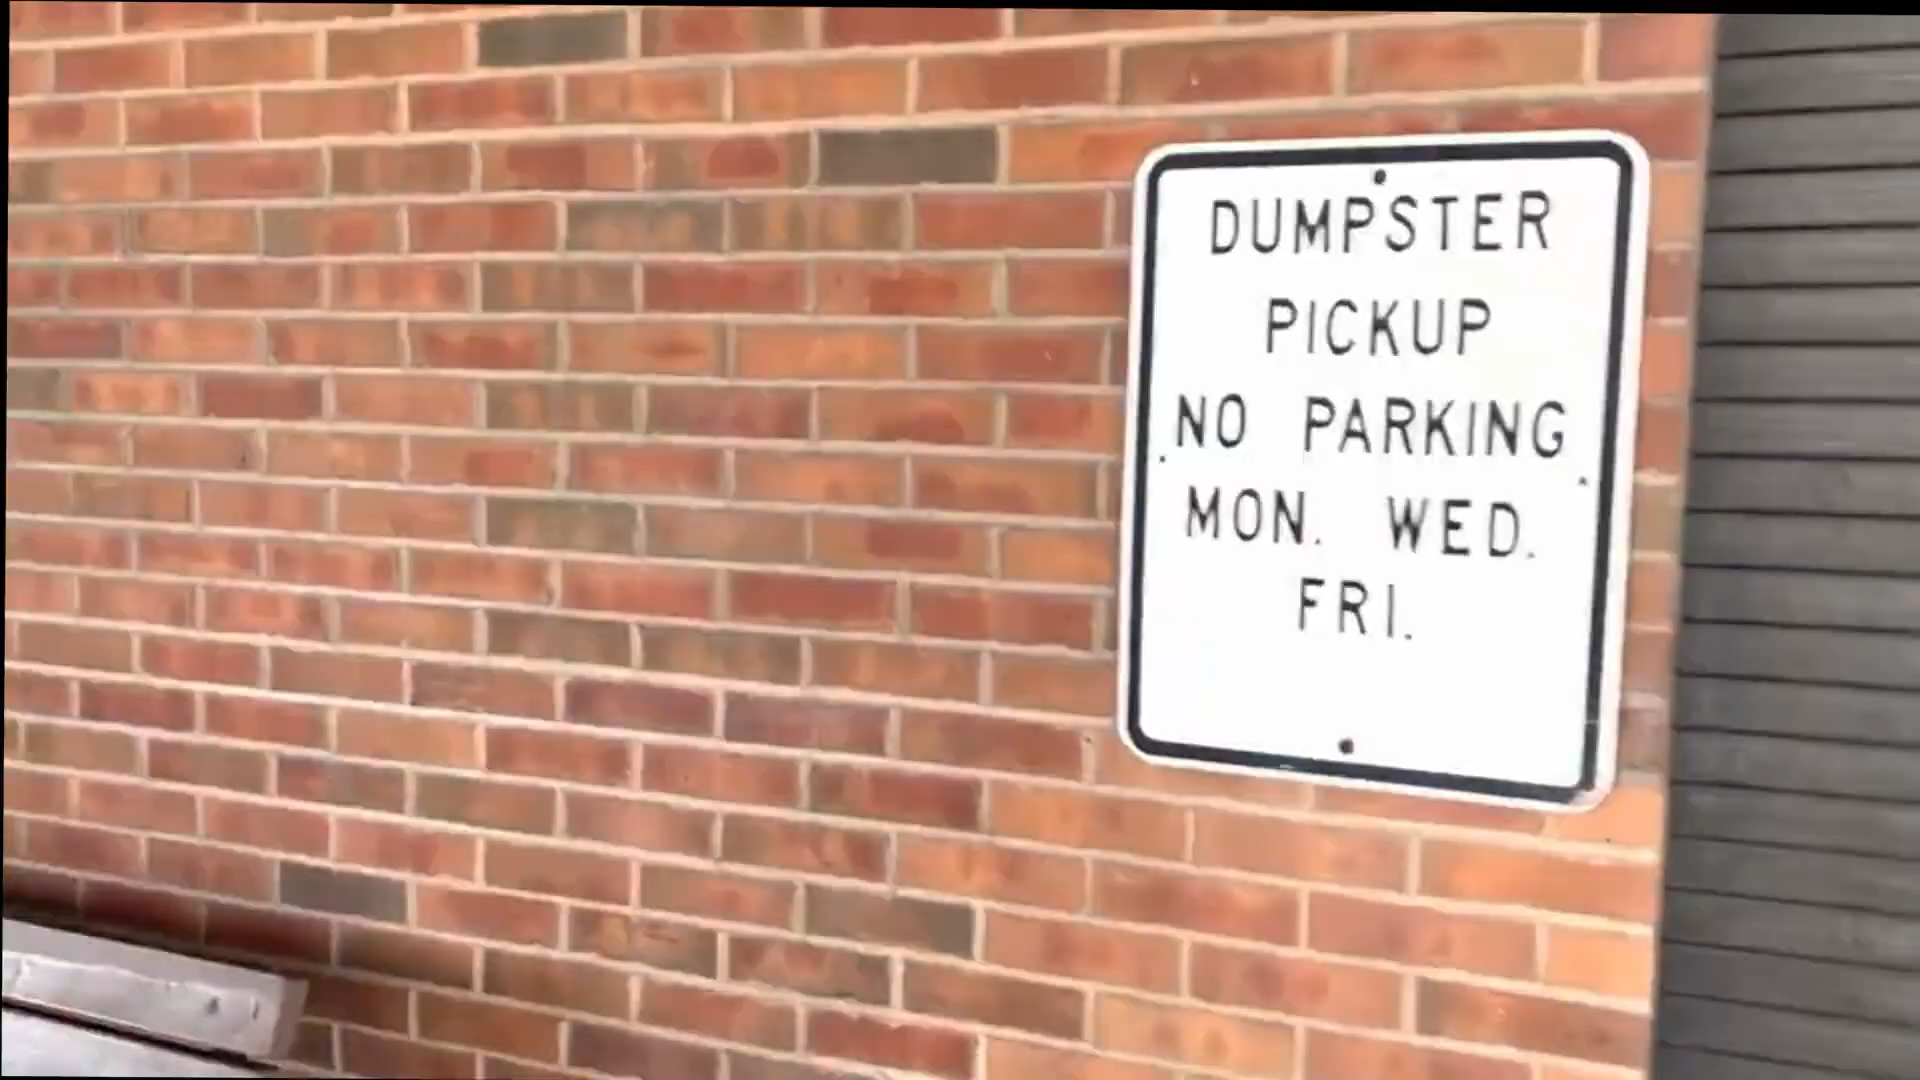 DUMPSTER
PICKUP
NO PARKING
MON. WED.
FRI.